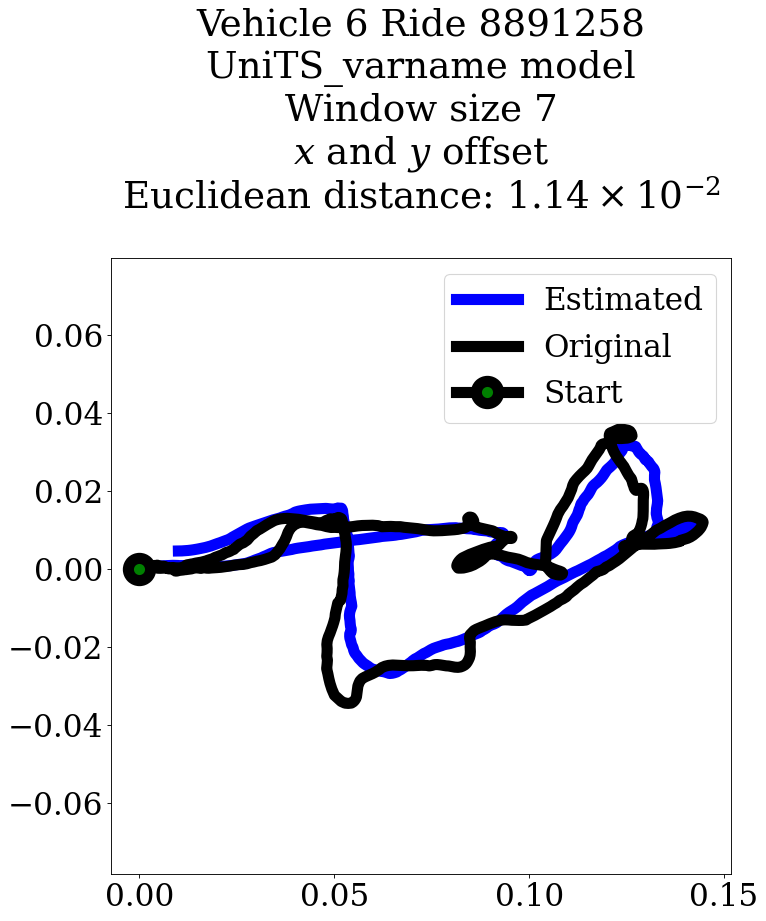 Vehicle 6 Ride 8891258
UniTS_varname model
Window size 7
x and y offset
Euclidean distance: 1.14 × 10⁻²
Estimated
Original
Start
0.06
0.04
0.02
0.00
−0.02
−0.04
−0.06
0.00 0.05 0.10 0.15